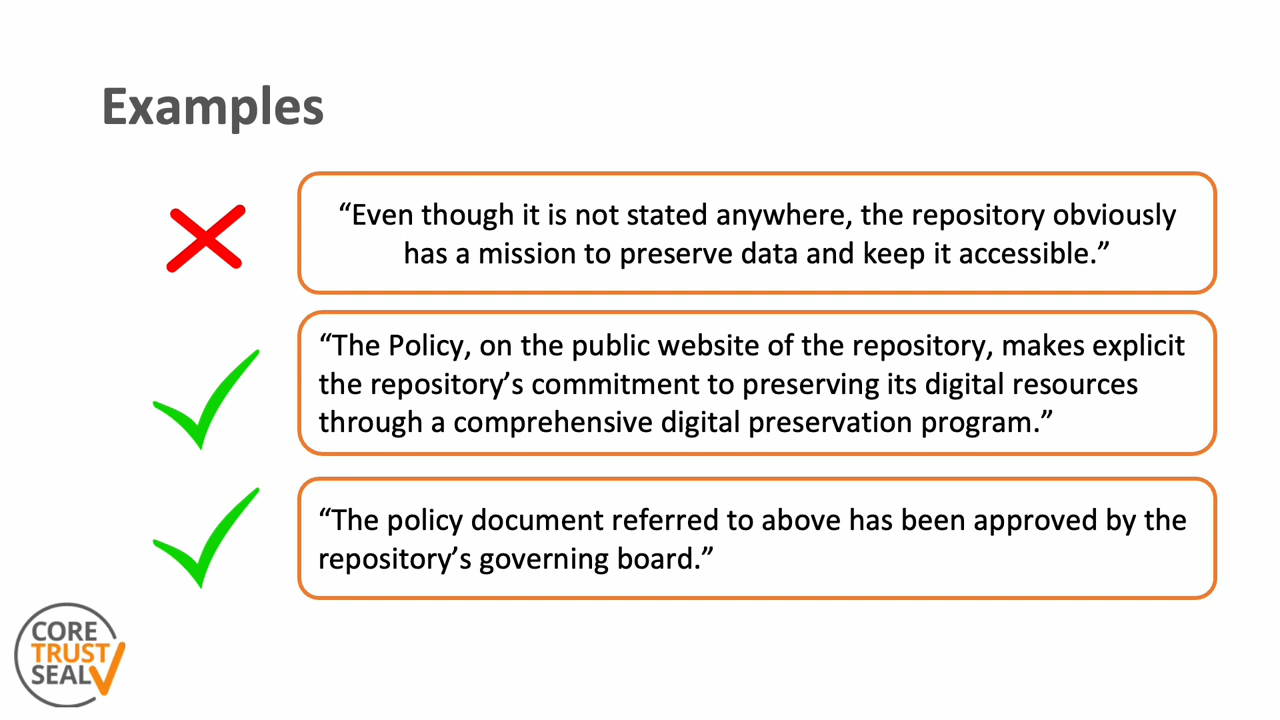 Examples
“Even though it is not stated anywhere, the repository obviously
has a mission to preserve data and keep it accessible.”
“The Policy, on the public website of the repository, makes explicit
the repository’s commitment to preserving its digital resources
through a comprehensive digital preservation program.”
“The policy document referred to above has been approved by the
repository’s governing board.”
CORE
TRUST
SEAL